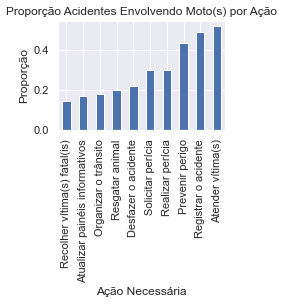 Proporção Acidentes Envolvendo Moto(s) por Ação
Proporção
0.4
0.2
0.0
Recolher vítima(s) fatal(is)
Atualizar painéis informativos
Organizar o trânsito
Resgatar animal
Desfazer o acidente
Solicitar perícia
Realizar perícia
Prevenir perigo
Registrar o acidente
Atender vítima(s)
Ação Necessária